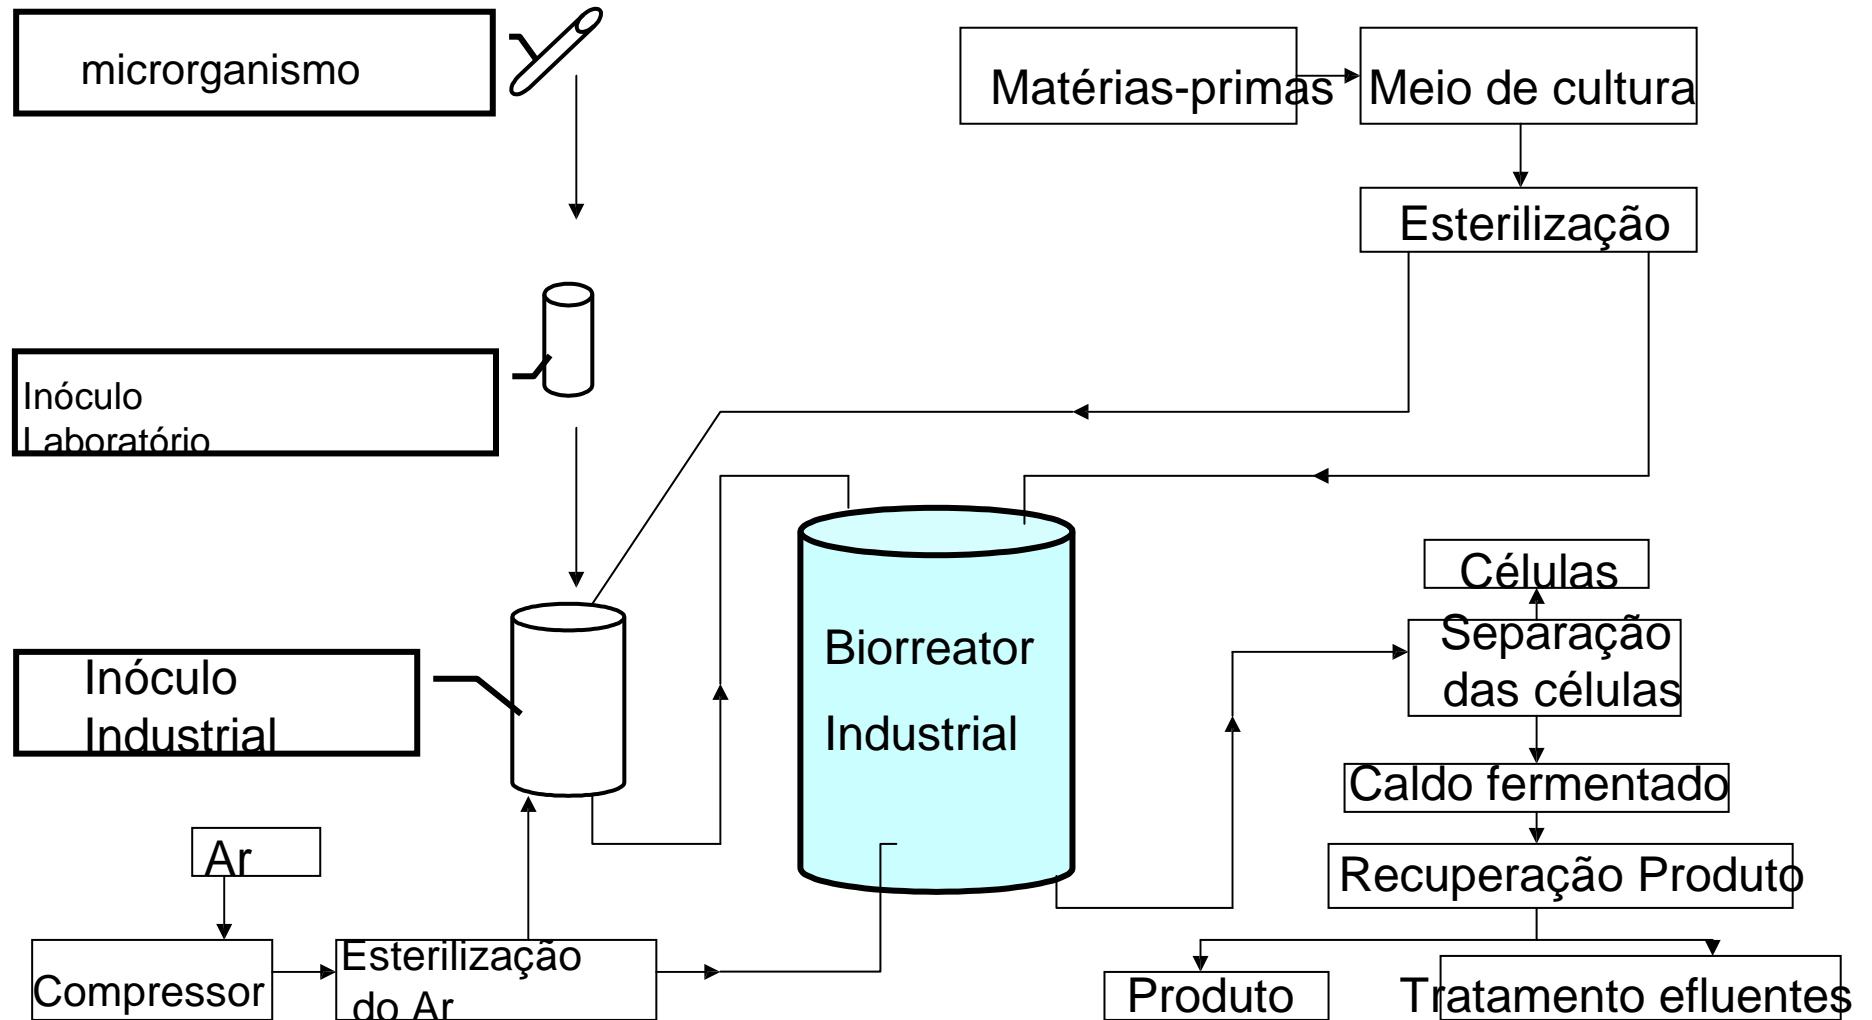 microrganismo
Matérias-primas
Meio de cultura
Esterilização
Inóculo
Laboratório
Inóculo
Industrial
Biorreator
Industrial
Células
Separação
das células
Caldo fermentado
Recuperação Produto
Produto
Tratamento efluentes
Ar
Compressor
Esterilização
do Ar